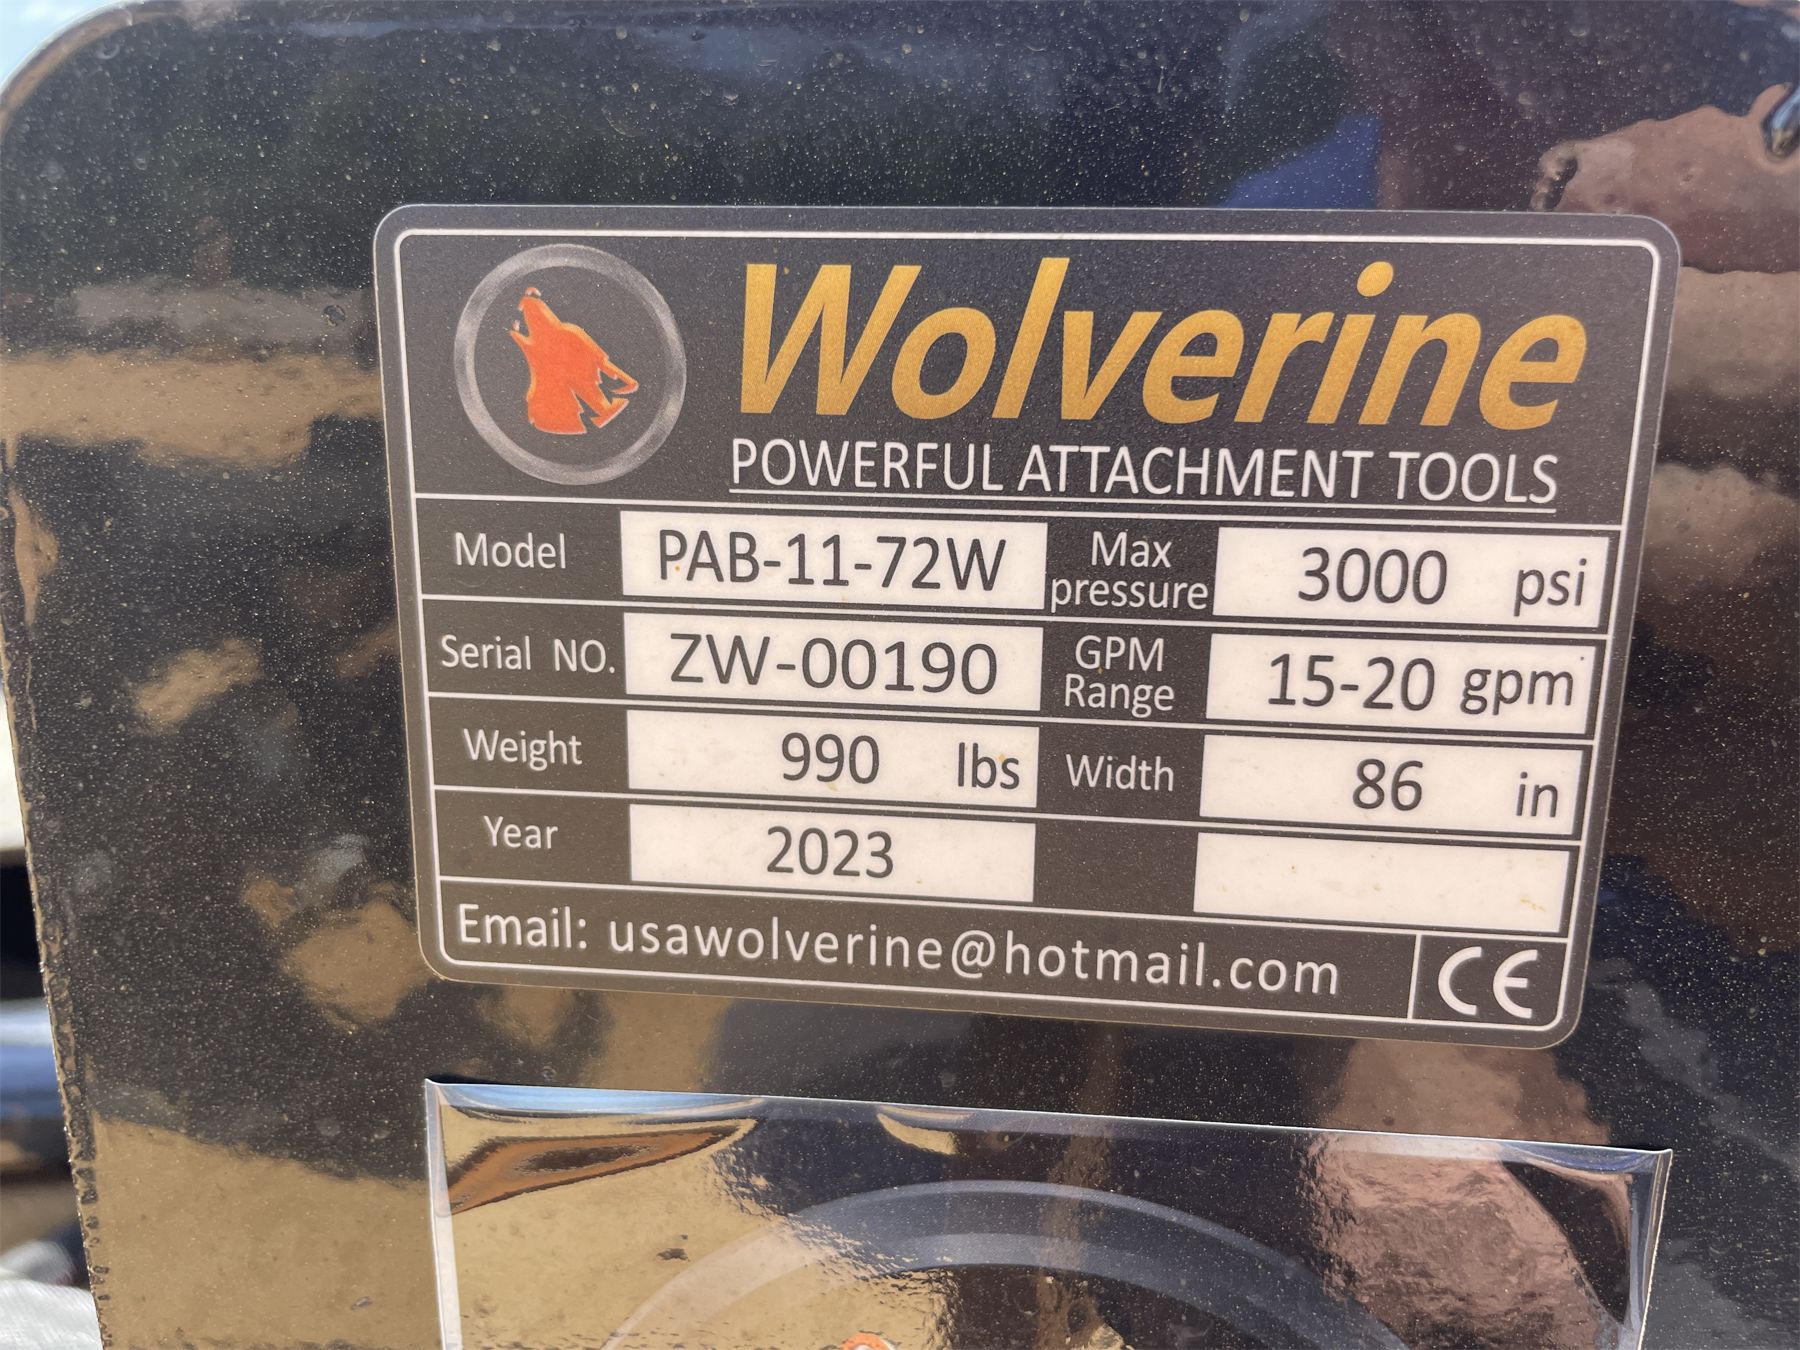 Wolverine
POWERFUL ATTACHMENT TOOLS
Model PAB-11-72W Max pressure 3000 psi
Serial NO. ZW-00190 GPM Range 15-20 gpm
Weight 990 lbs Width 86 in
Year 2023
Email: usawolverine@hotmail.com CE